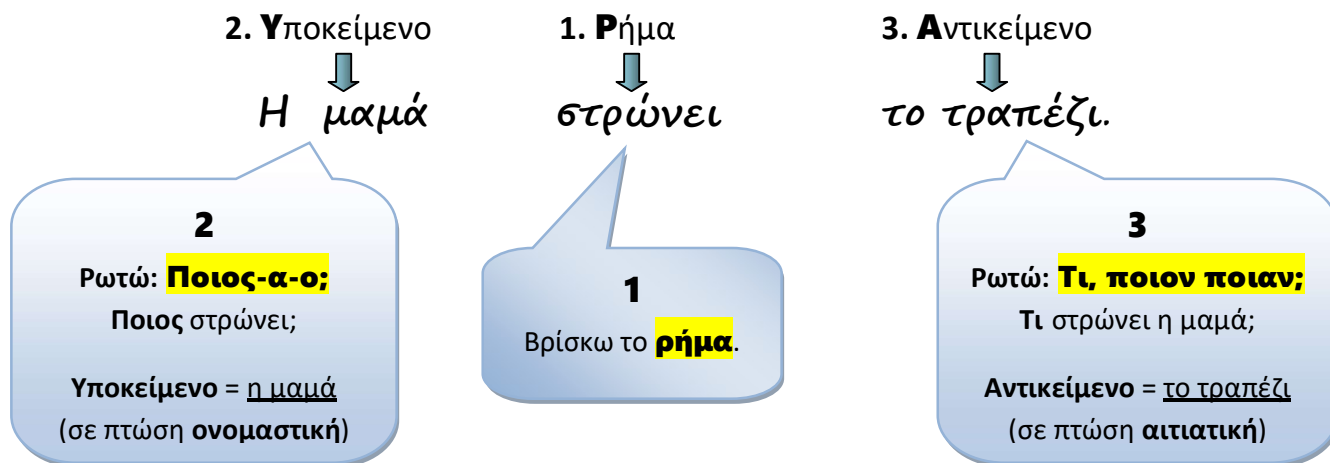 2. Υποκείμενο 1. Ρήμα 3. Αντικείμενο
Η μαμά στρώνει το τραπέζι.
2
Ρωτώ: Ποιος-α-ο;
Ποιος στρώνει;
Υποκείμενο = η μαμά
(σε πτώση ονομαστική)
1
Βρίσκω το ρήμα.
3
Ρωτώ: Τι, ποιον ποιαν;
Τι στρώνει η μαμά;
Αντικείμενο = το τραπέζι
(σε πτώση αιτιατική)